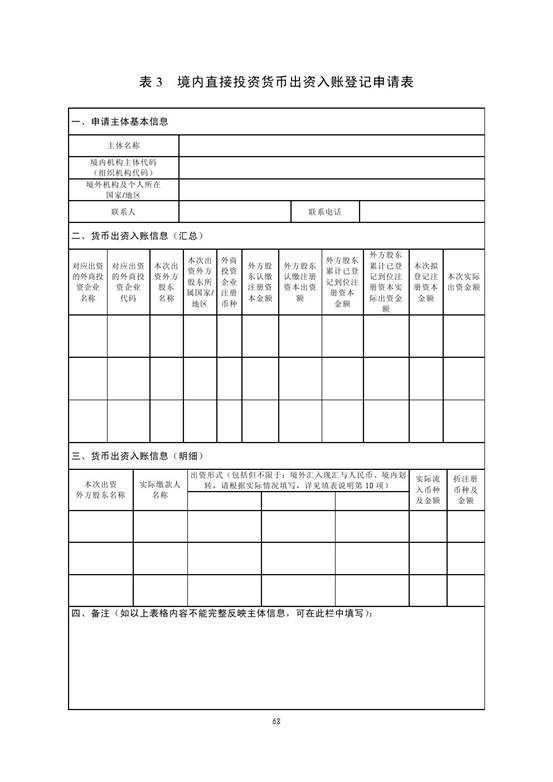 表 3 境内直接投资货币出资入账登记申请表
一、申请主体基本信息
主体名称
境内机构主体代码
（组织机构代码）
境外机构及个人所在
国家/地区
联系人
联系电话
二、货币出资入账信息（汇总）
对应出资
的外商投
资企业
名称
对应出资
的外商投
资企业
代码
本次出
资外方
股东
名称
本次出
资外方
股东所
属国家/
地区
外商
投资
企业
注册
币种
外方股
东认缴
注册资
本金额
外方股东
认缴注册
资本出资
额
外方股东
累计已登
记到位注
册资本
金额
外方股东
累计已登
记到位注
册资本实
际出资金
额
本次拟
登记注
册资本
金额
本次实际
出资金额
三、货币出资入账信息（明细）
本次出资
外方股东名称
实际缴款人
名称
出资形式（包括但不限于：境外汇入现汇与人民币、境内划
转，请根据实际情况填写，详见填表说明第 10 项）
实际流
入币种
及金额
折注册
币种及
金额
四、备注（如以上表格内容不能完整反映主体信息，可在此栏中填写）：
68